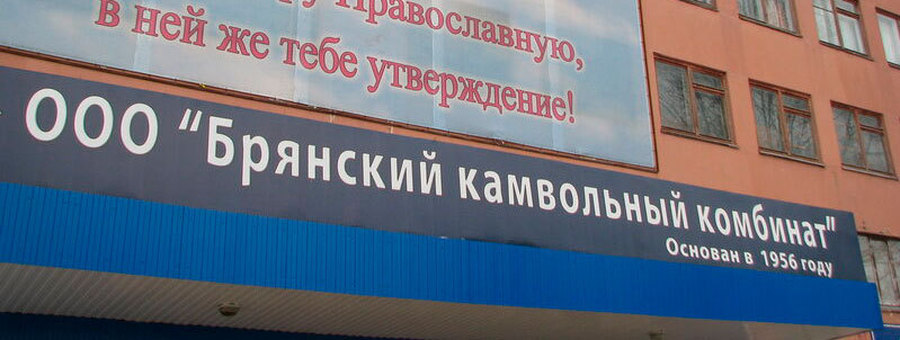 Православную,
в ней же тебе утверждение!
ООО "Брянский камвольный комбинат"
Основан в 1956 году